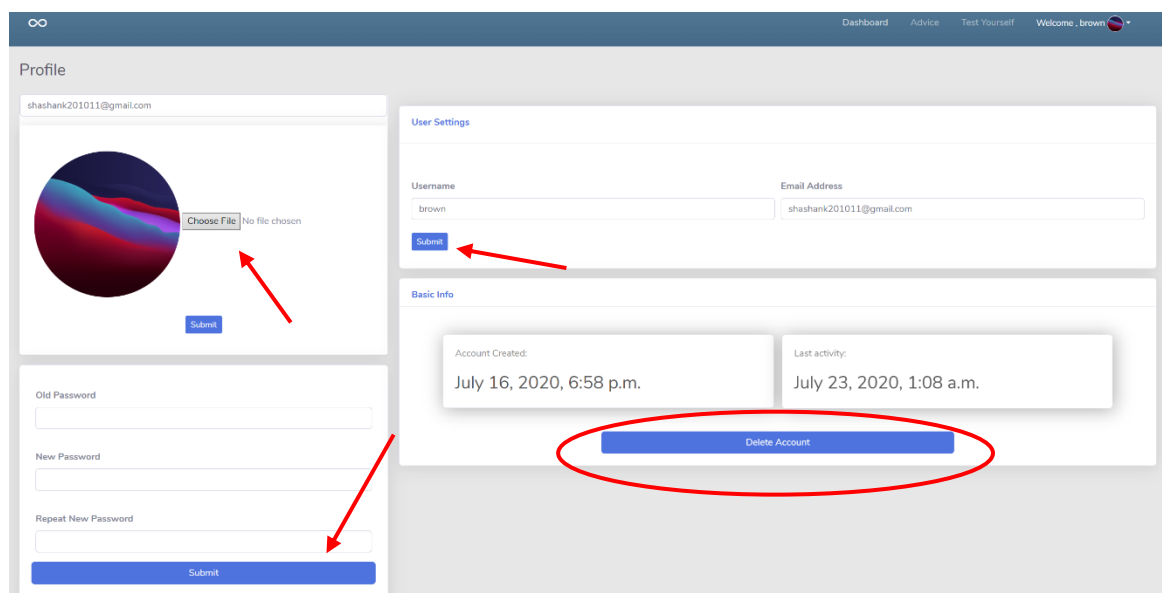 Dashboard Advice Test Yourself Welcome , brown
Profile
shashank201011@gmail.com
Choose File No file chosen
Submit
Old Password
New Password
Repeat New Password
Submit
User Settings
Username Email Address
brown shashank201011@gmail.com
Submit
Basic Info
Account Created: Last activity:
July 16, 2020, 6:58 p.m. July 23, 2020, 1:08 a.m.
Delete Account